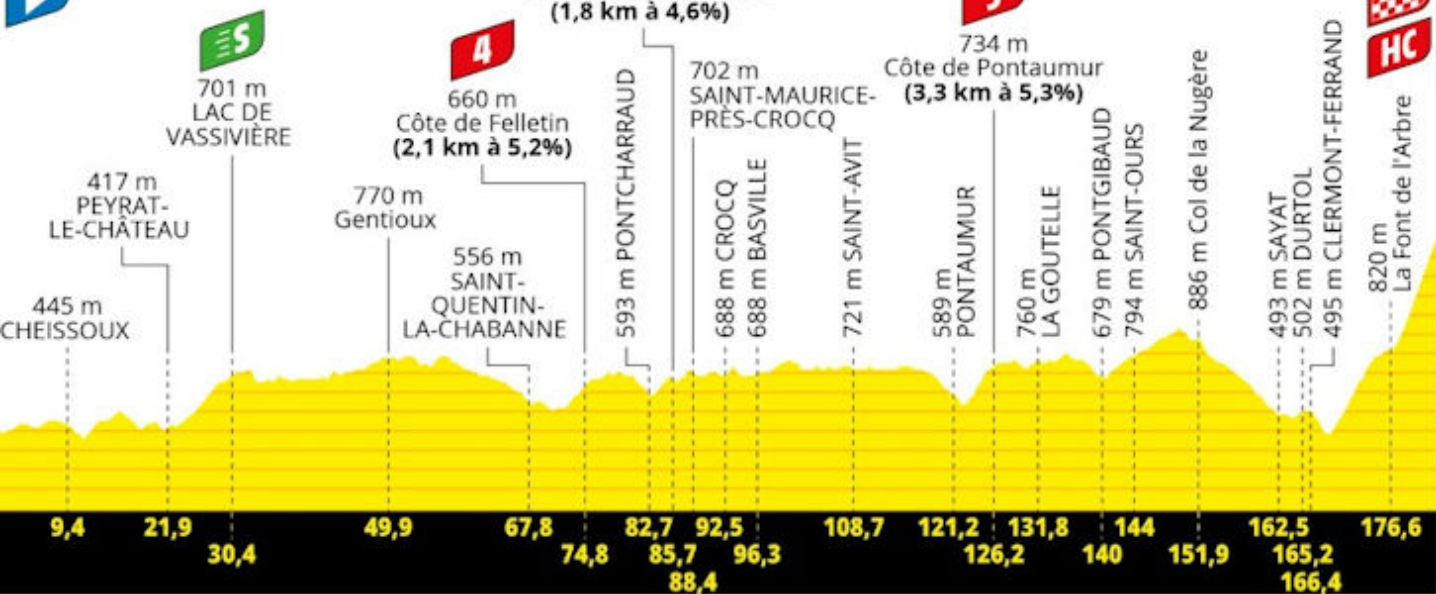 (1,8 km à 4,6%)
S
701 m
LAC DE
VASSIVIÈRE
4
660 m
Côte de Felletin
(2,1 km à 5,2%)
702 m
SAINT-MAURICE-
PRÈS-CROCQ
734 m
Côte de Pontaumur
(3,3 km à 5,3%)
HC
417 m
PEYRAT-
LE-CHÂTEAU
770 m
Gentioux
445 m
CHEISSOUX
556 m
SAINT-
QUENTIN-
LA-CHABANNE
593 m PONTCHARRAUD
688 m CROCQ
688 m BASVILLE
721 m SAINT-AVIT
589 m
PONTAUMUR
760 m
LA GOUTELLE
679 m PONTGIBAUD
794 m SAINT-OURS
886 m Col de la Nugère
493 m SAYAT
502 m DURTOL
495 m CLERMONT-FERRAND
820 m
La Font de l'Arbre
9,4 21,9 49,9 67,8 82,7 92,5 108,7 121,2 131,8 144 162,5 176,6
30,4 74,8 85,7 96,3 126,2 140 151,9 165,2
88,4 166,4